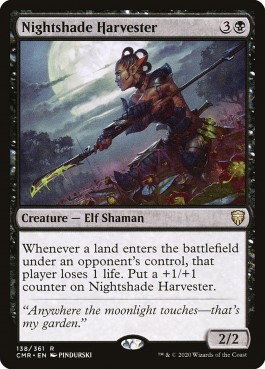 Nightshade Harvester 3
Creature — Elf Shaman
Whenever a land enters the battlefield
under an opponent's control, that
player loses 1 life. Put a +1/+1
counter on Nightshade Harvester.
"Anywhere the moonlight touches—that's
my garden."
2/2
138/361 R
CMR • EN PINDURSKI
™ & © 2020 Wizards of the Coast